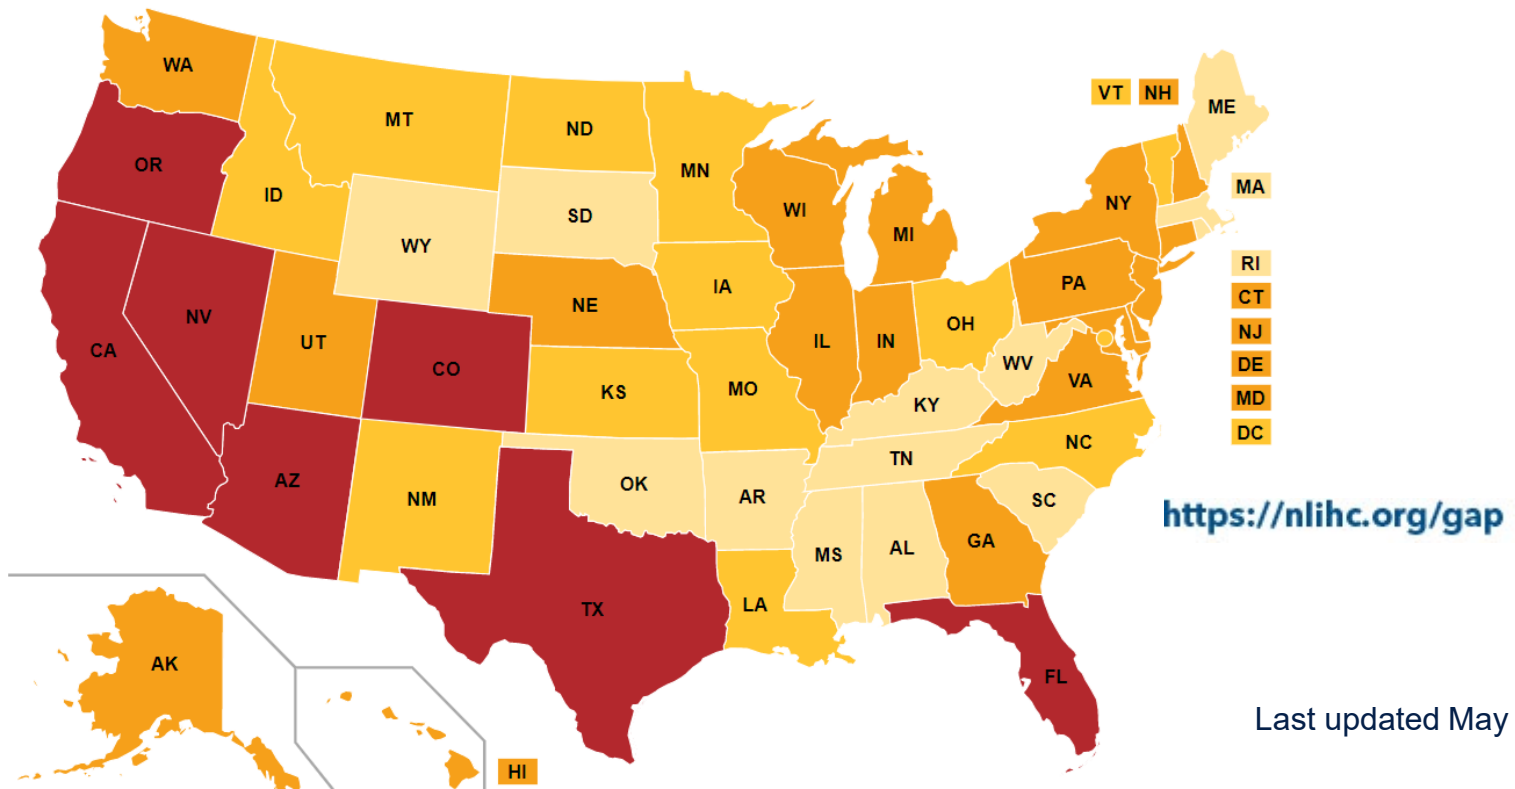 WA
MT
ND
VT NH
ME
OR
ID
MN
MA
SD
WI
NY
WY
MI
RI
IA
PA
CT
NE
NV
OH
NJ
UT
IL
IN
CA
CO
WV
DE
VA
KS
MO
MD
KY
DC
NC
TN
AZ
OK
NM
AR
SC
https://nlihc.org/gap
GA
AL
MS
LA
TX
AK
FL
Last updated May
HI